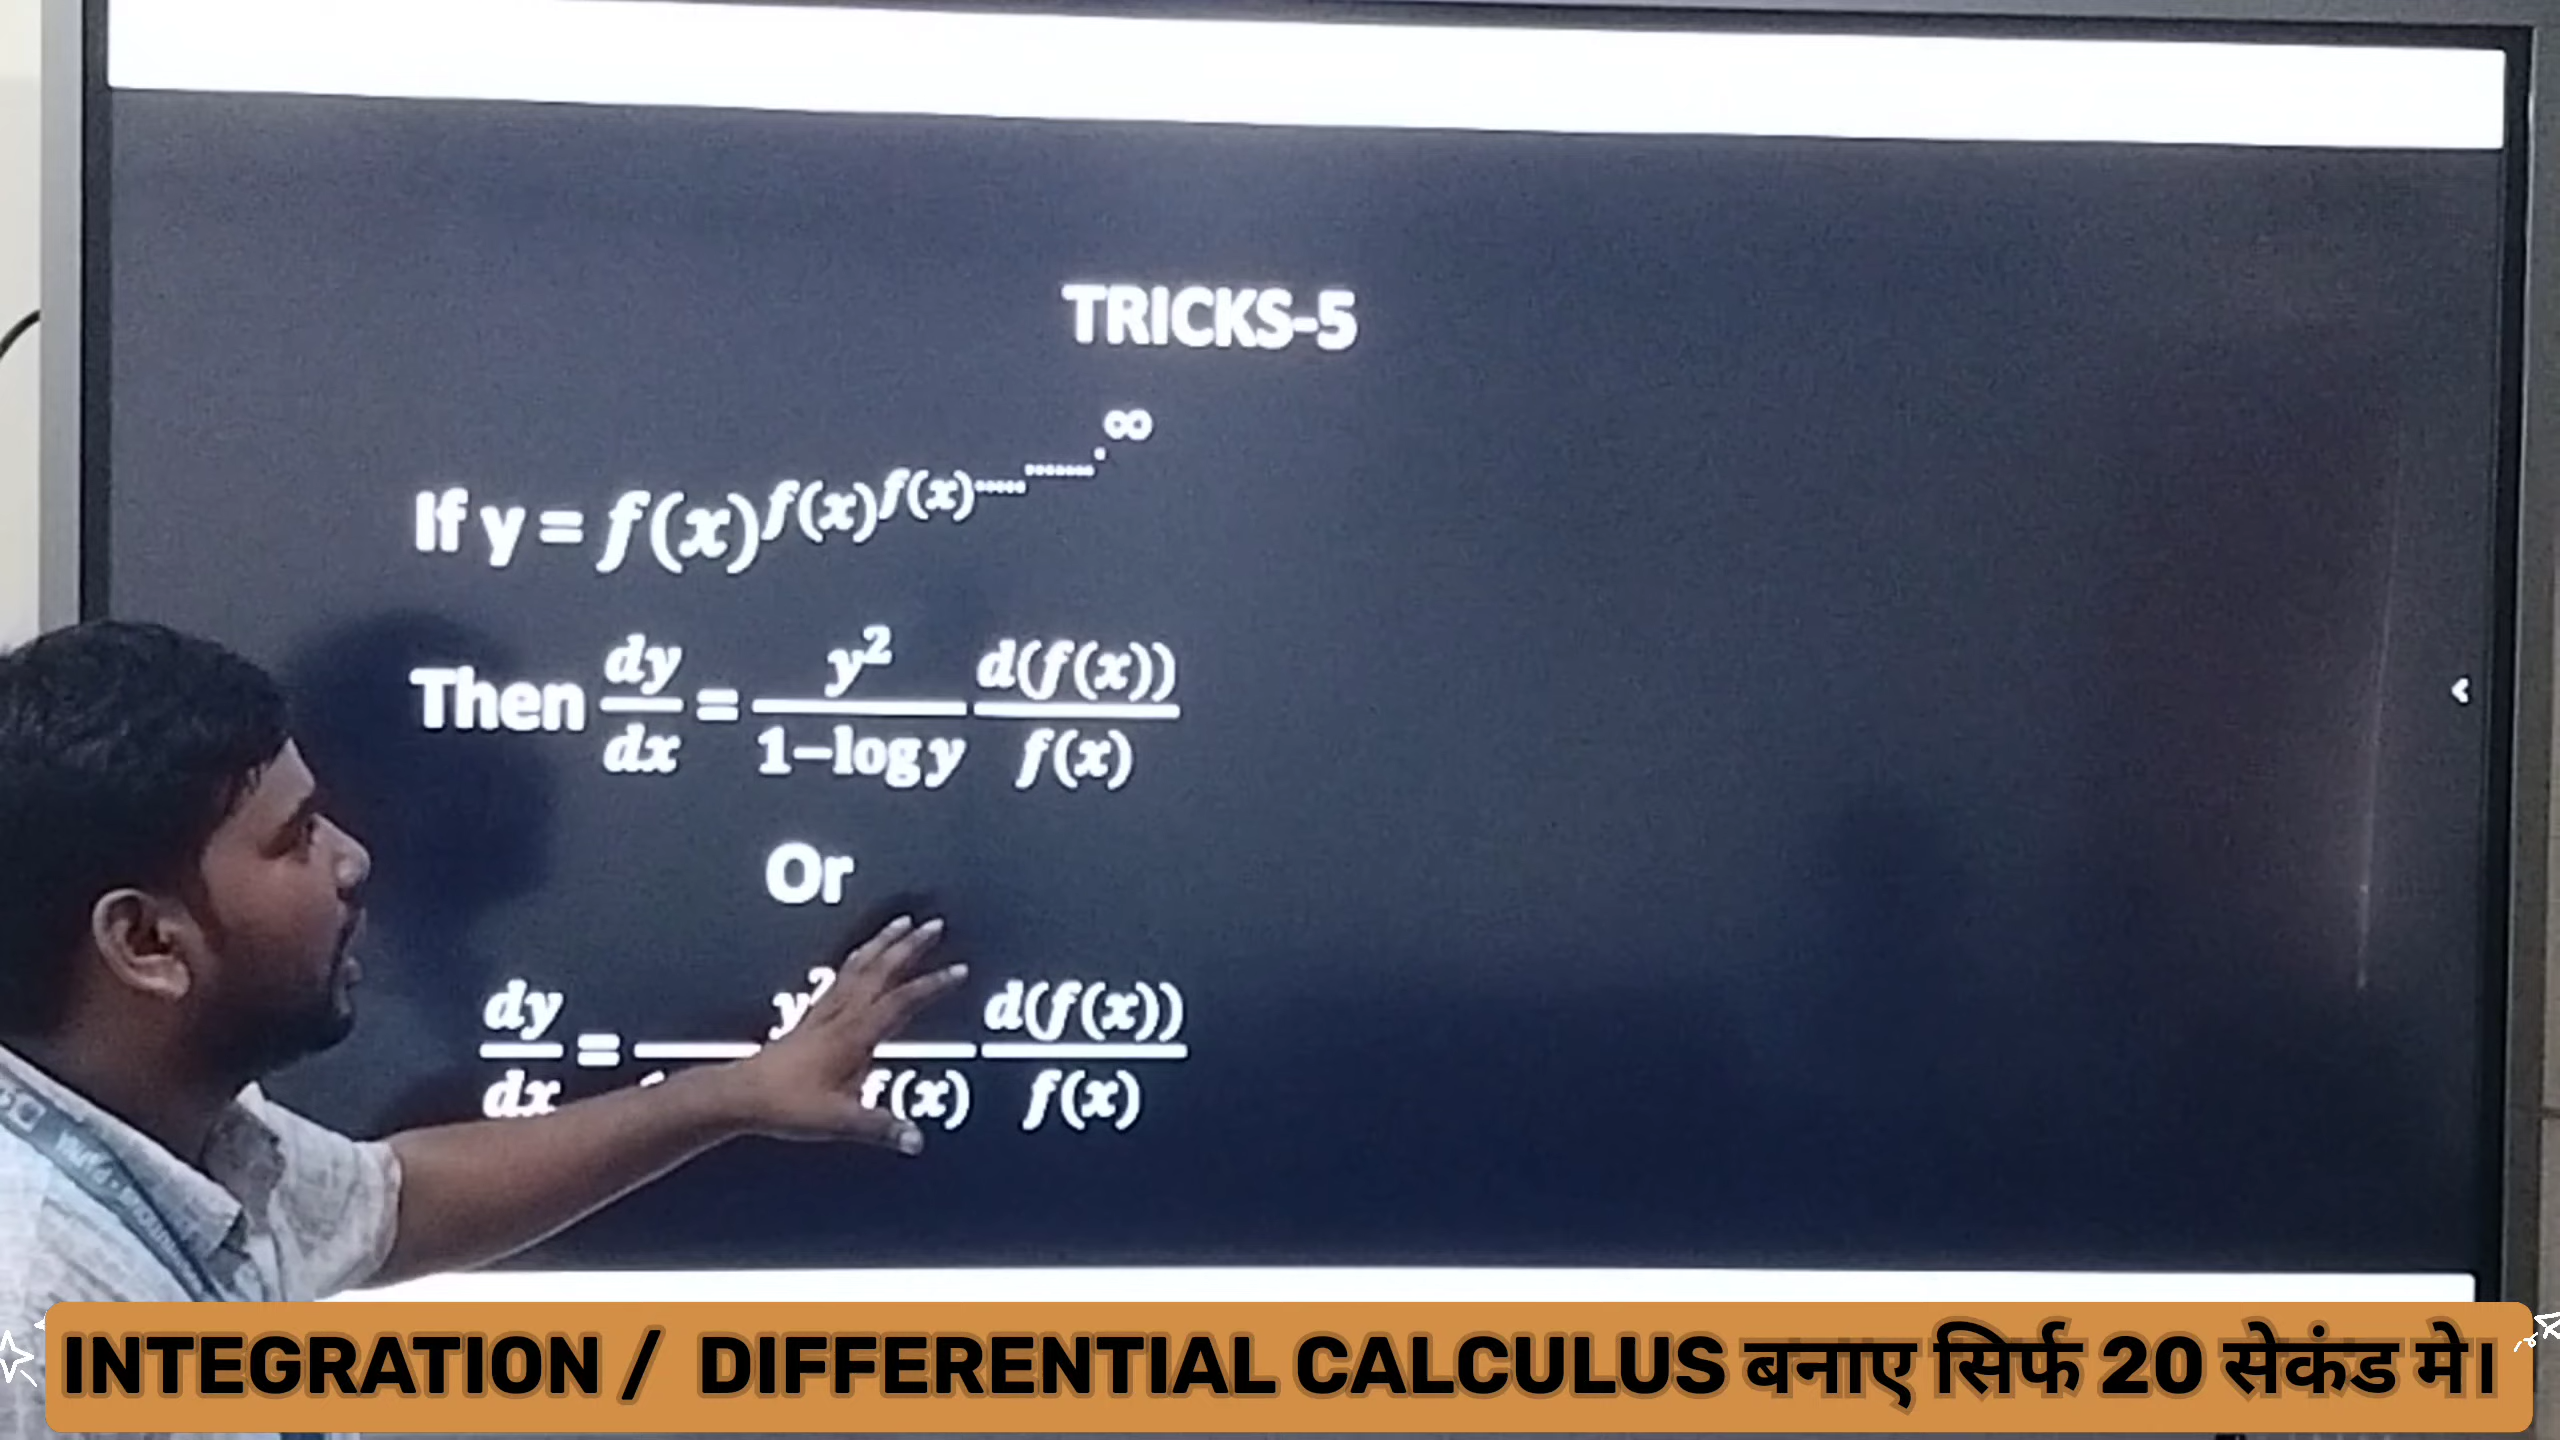 TRICKS-5
If y = f(x)^f(x)^f(x)..............∞
Then dy/dx = y²/(1−log y) d(f(x))/f(x)
Or
dy/dx = y²/ f(x) d(f(x))/f(x)
INTEGRATION / DIFFERENTIAL CALCULUS बनाए सिर्फ 20 सेकंड मे।